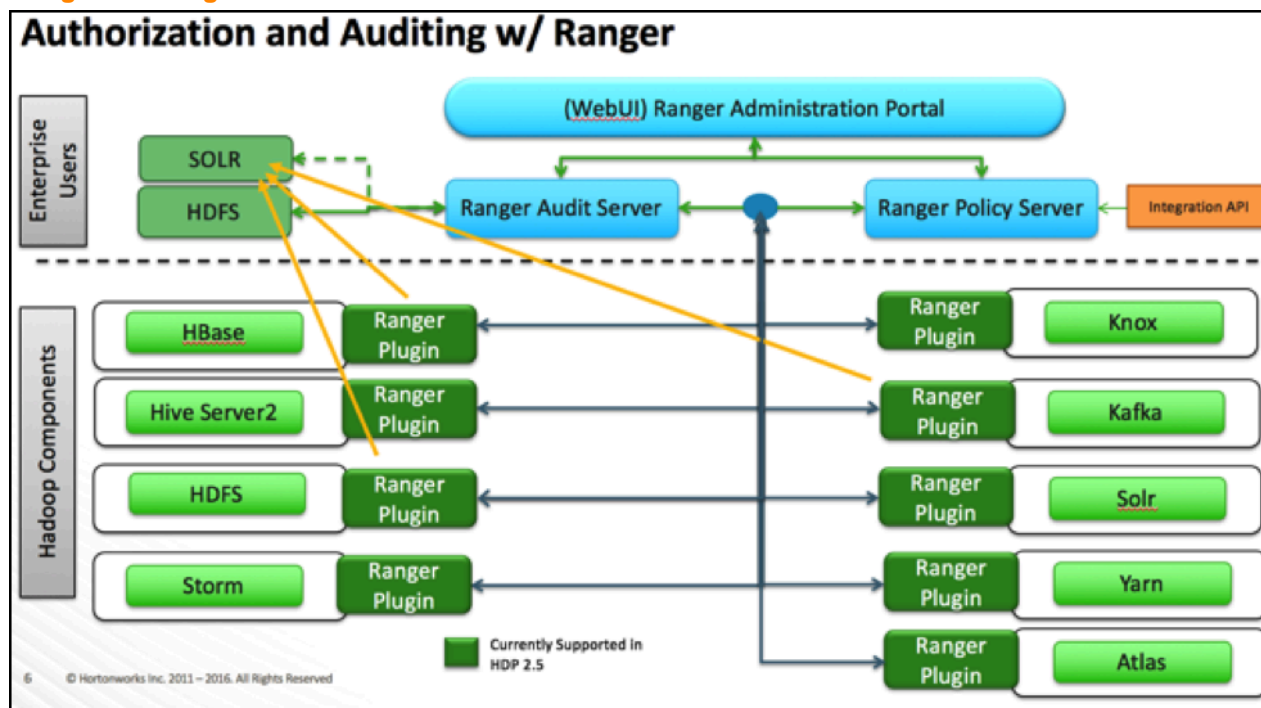 Authorization and Auditing w/ Ranger
Enterprise
Users
(WebUI) Ranger Administration Portal
SOLR
HDFS
Ranger Audit Server
Ranger Policy Server
Integration API
Hadoop Components
HBase
Ranger
Plugin
Ranger
Plugin
Knox
Hive Server2
Ranger
Plugin
Ranger
Plugin
Kafka
HDFS
Ranger
Plugin
Ranger
Plugin
Solr
Storm
Ranger
Plugin
Ranger
Plugin
Yarn
Ranger
Plugin
Atlas
Currently Supported in
HDP 2.5
6 © Hortonworks Inc. 2011 – 2016. All Rights Reserved